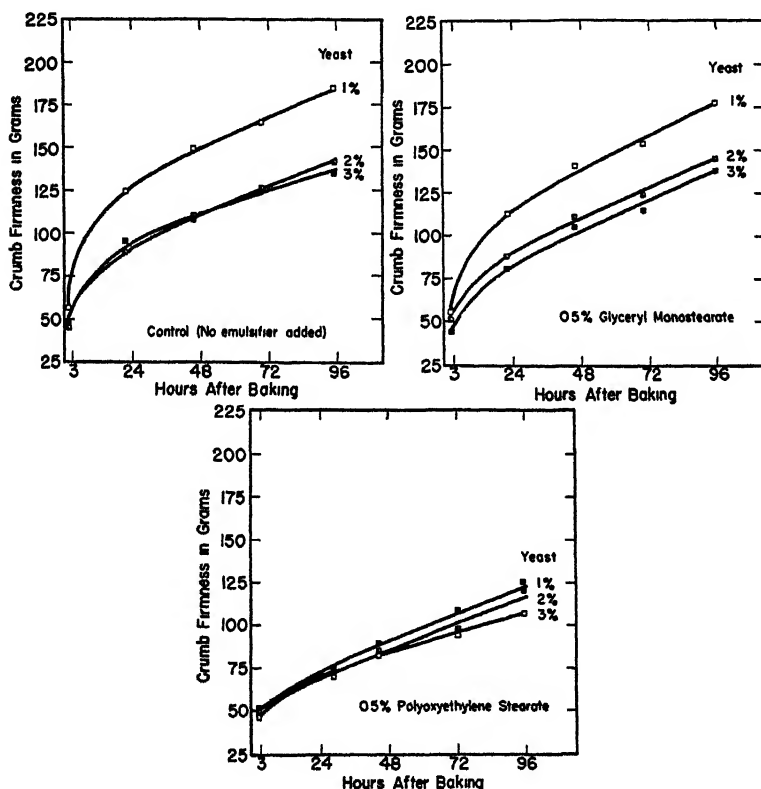 225
200
175
150
125
100
75
50
25
Crumb Firmness in Grams
Yeast
1%
2%
3%
Control (No emulsifier added)
3 24 48 72 96
Hours After Baking
225
200
175
150
125
100
75
50
25
Crumb Firmness in Grams
Yeast
1%
2%
3%
05% Glyceryl Monostearate
3 24 48 72 96
Hours After Baking
225
200
175
150
125
100
75
50
25
Crumb Firmness in Grams
Yeast
1%
2%
3%
05% Polyoxyethylene Stearate
3 24 48 72 96
Hours After Baking